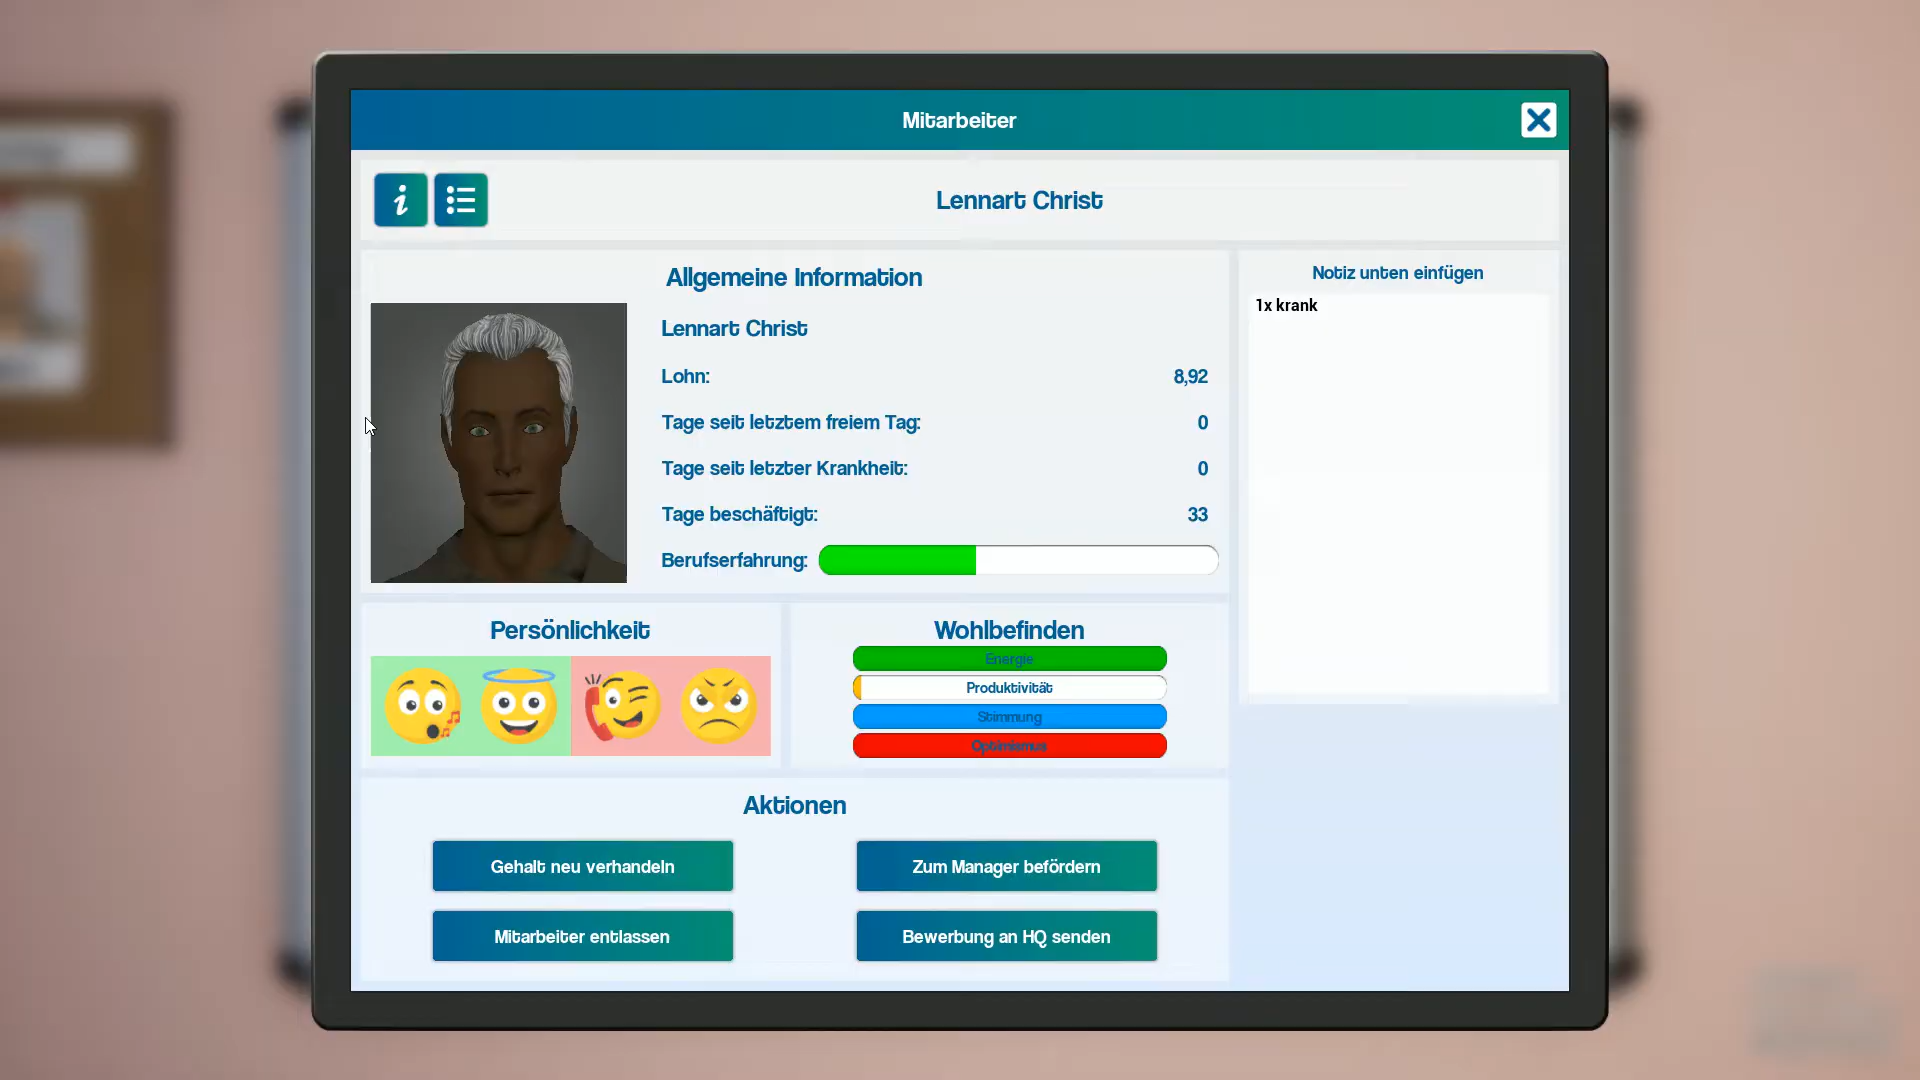 Mitarbeiter
Lennart Christ
Allgemeine Information
Lennart Christ
Lohn: 8,92
Tage seit letztem freiem Tag: 0
Tage seit letzter Krankheit: 0
Tage beschäftigt: 33
Berufserfahrung:
Notiz unten einfügen
1x krank
Persönlichkeit
Wohlbefinden
Energie
Produktivität
Stimmung
Optimismus
Aktionen
Gehalt neu verhandeln
Zum Manager befördern
Mitarbeiter entlassen
Bewerbung an HQ senden